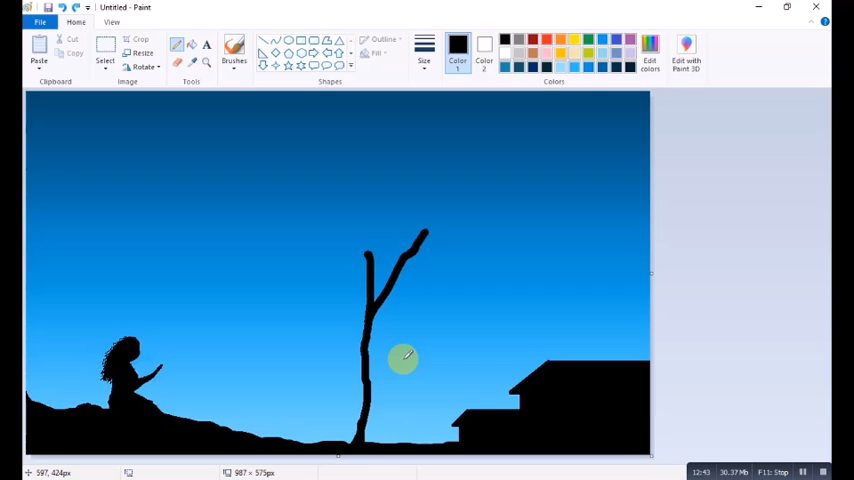 Untitled - Paint
File Home View
Cut
Copy
Paste
Clipboard
Crop
Resize
Rotate
Select
Image
A
Tools
Brushes
Outline
Fill
Shapes
Size
Color 1
Color 2
Edit colors
Colors
Edit with Paint 3D
597, 424px
987 × 575px
12:43 30.37 Mb F11: Stop